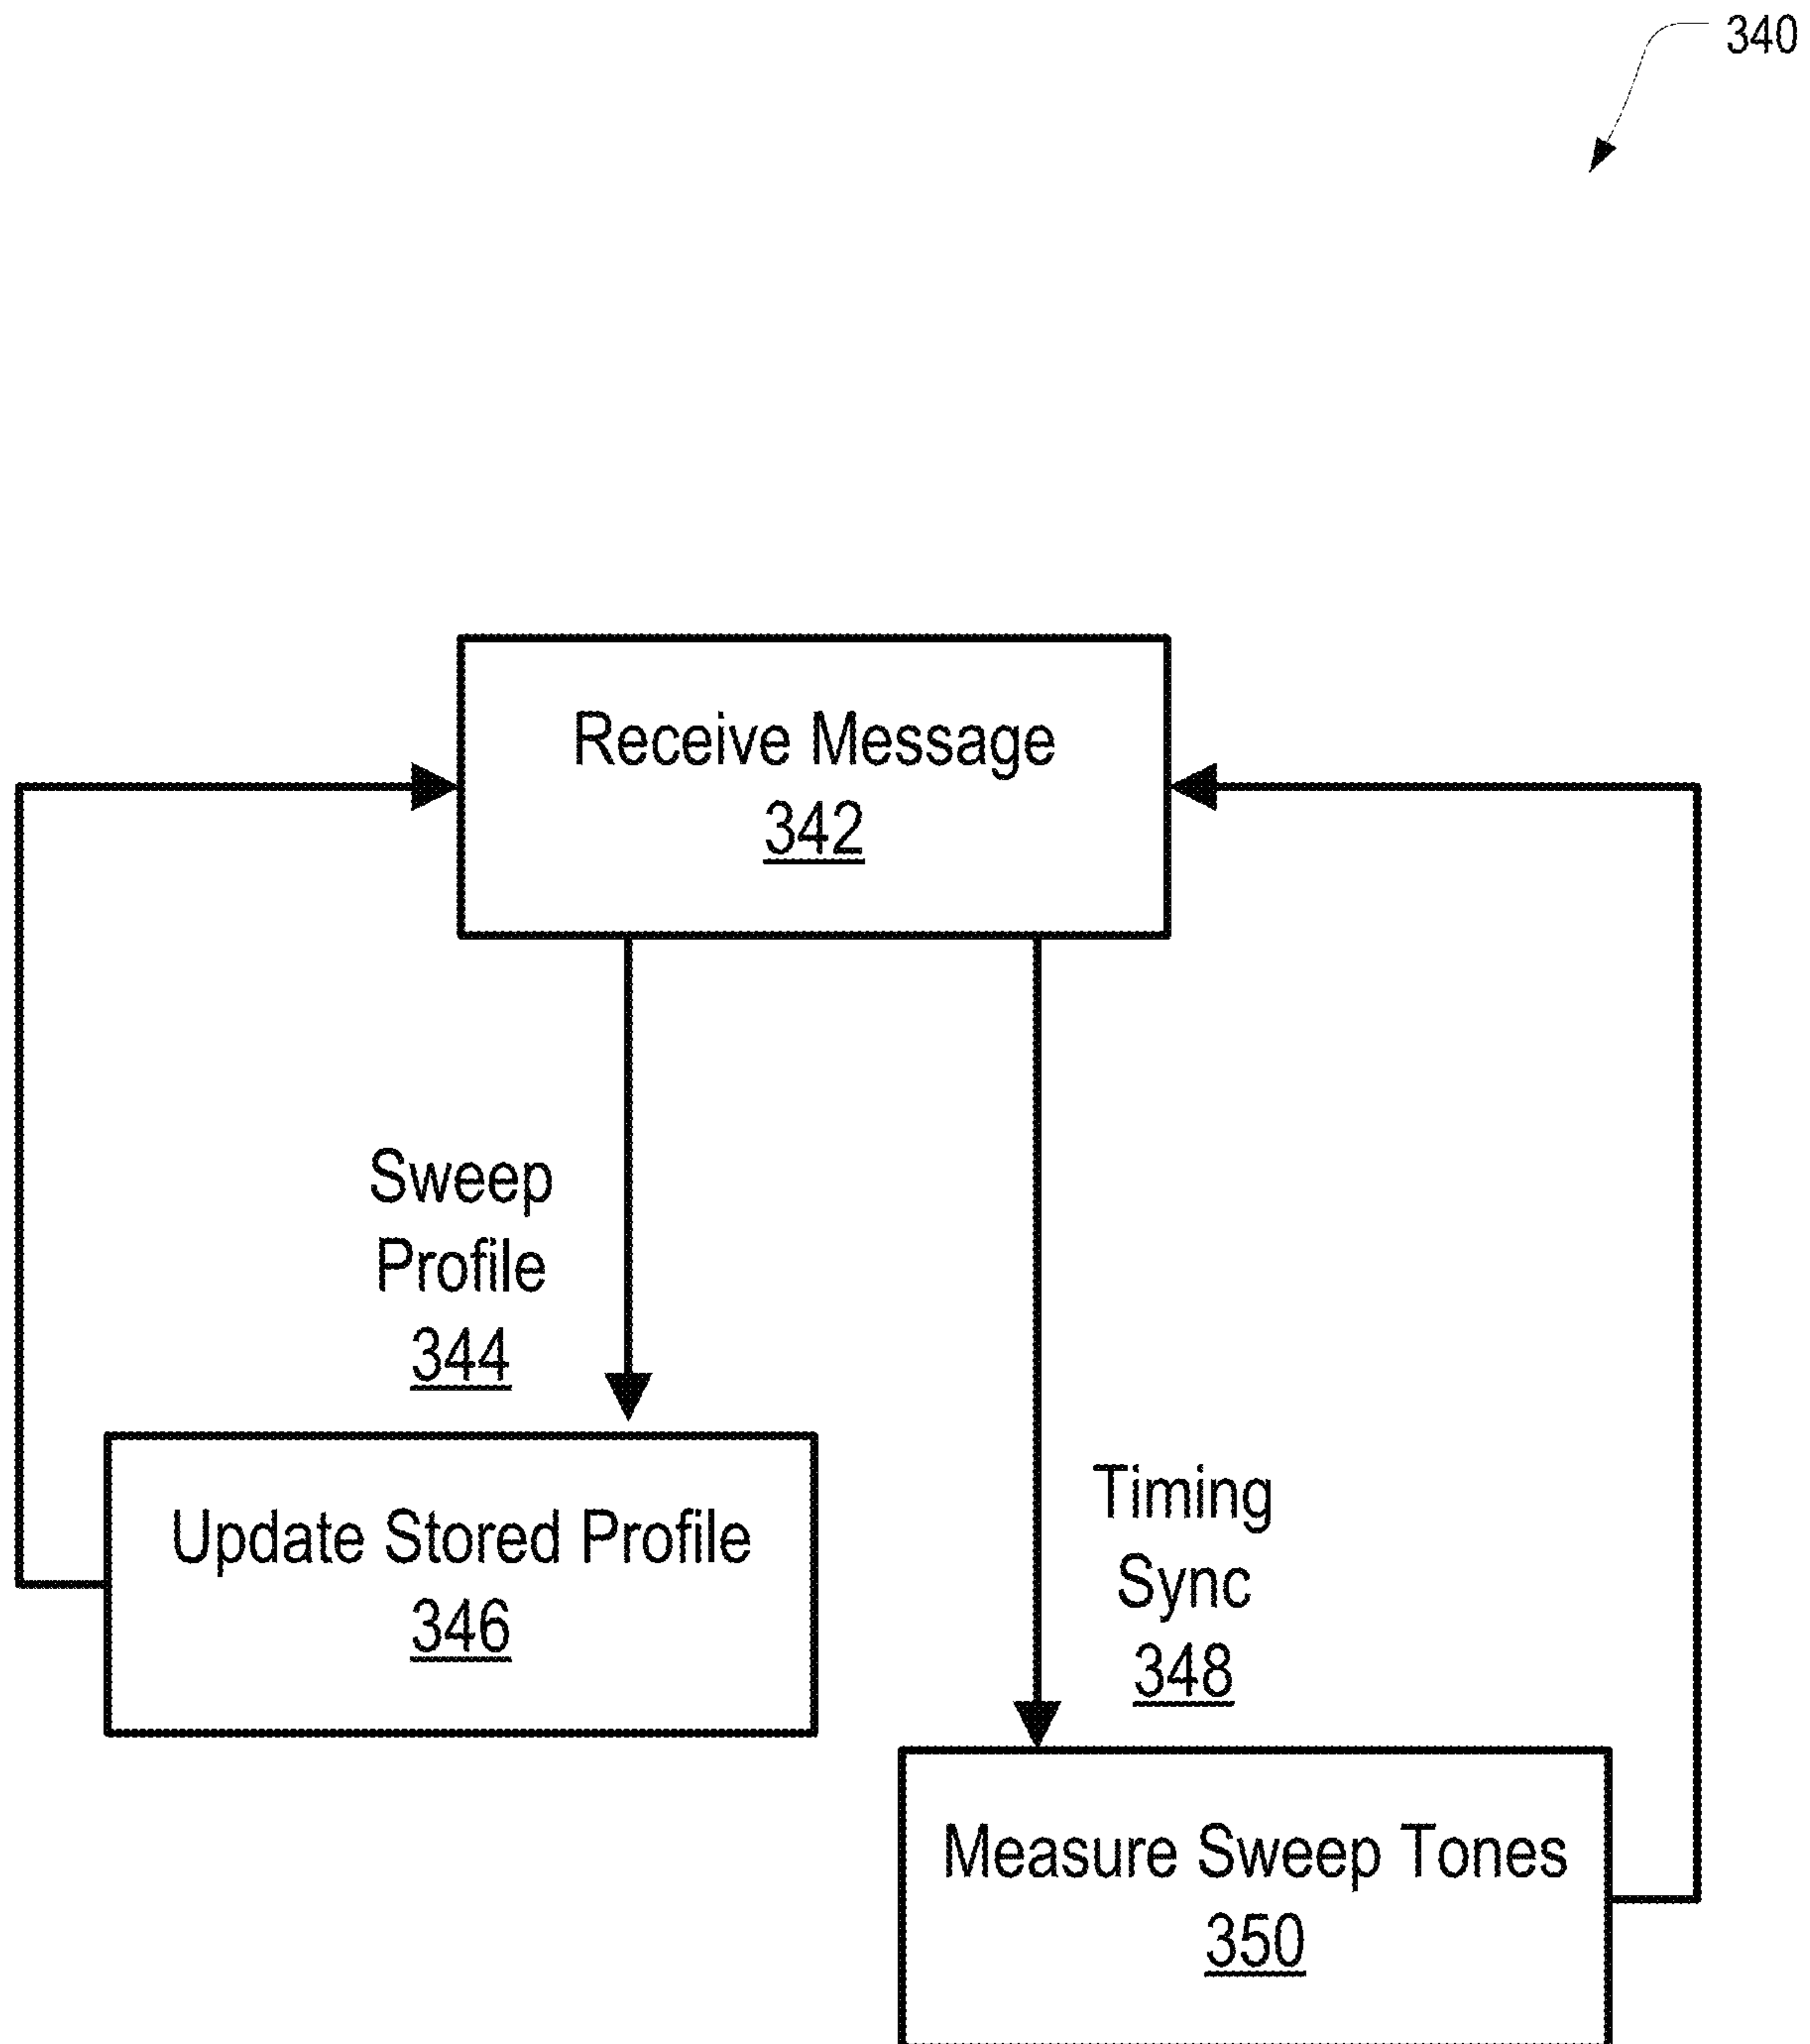 340
Receive Message
342
Sweep
Profile
344
Update Stored Profile
346
Timing
Sync
348
Measure Sweep Tones
350